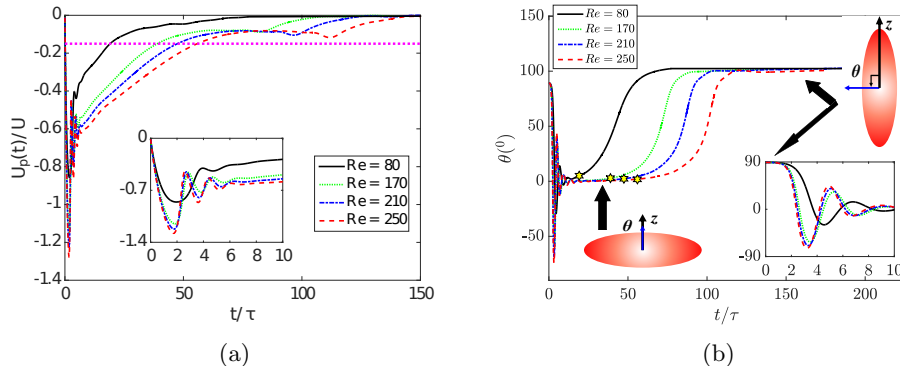 U_p(t)/U
0
-0.2
-0.4
-0.6
-0.8
-1
-1.2
-1.4
0
50
100
150
t/τ
0
-0.7
-1.4
0 2 4 6 8 10
Re = 80
Re = 170
Re = 210
Re = 250
(a)
θ(⁰)
150
100
50
0
-50
0
50
100
150
200
t/τ
Re = 80
Re = 170
Re = 210
Re = 250
z
θ
θ z
90
0
-90
0 2 4 6 8 10
(b)